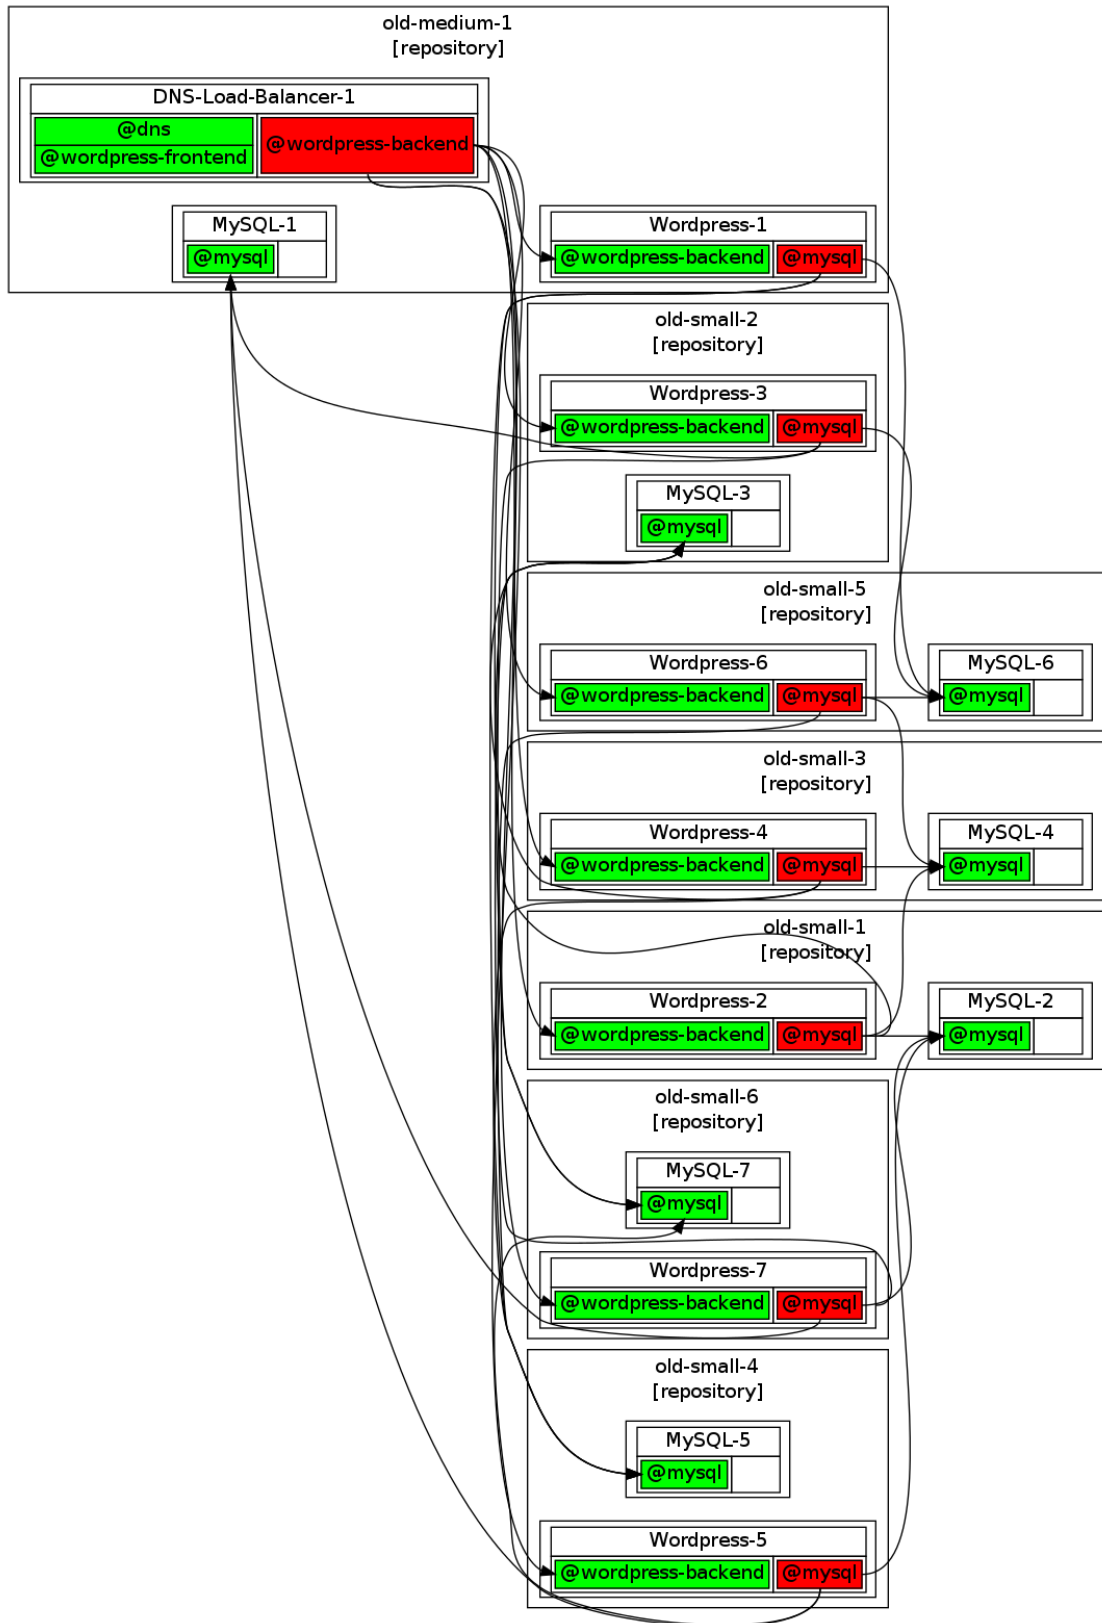 old-medium-1
[repository]
DNS-Load-Balancer-1
@dns
@wordpress-frontend
@wordpress-backend
MySQL-1
@mysql
Wordpress-1
@wordpress-backend @mysql
old-small-2
[repository]
Wordpress-3
@wordpress-backend @mysql
MySQL-3
@mysql
old-small-5
[repository]
Wordpress-6
@wordpress-backend @mysql
MySQL-6
@mysql
old-small-3
[repository]
Wordpress-4
@wordpress-backend @mysql
MySQL-4
@mysql
old-small-1
[repository]
Wordpress-2
@wordpress-backend @mysql
MySQL-2
@mysql
old-small-6
[repository]
MySQL-7
@mysql
Wordpress-7
@wordpress-backend @mysql
old-small-4
[repository]
MySQL-5
@mysql
Wordpress-5
@wordpress-backend @mysql